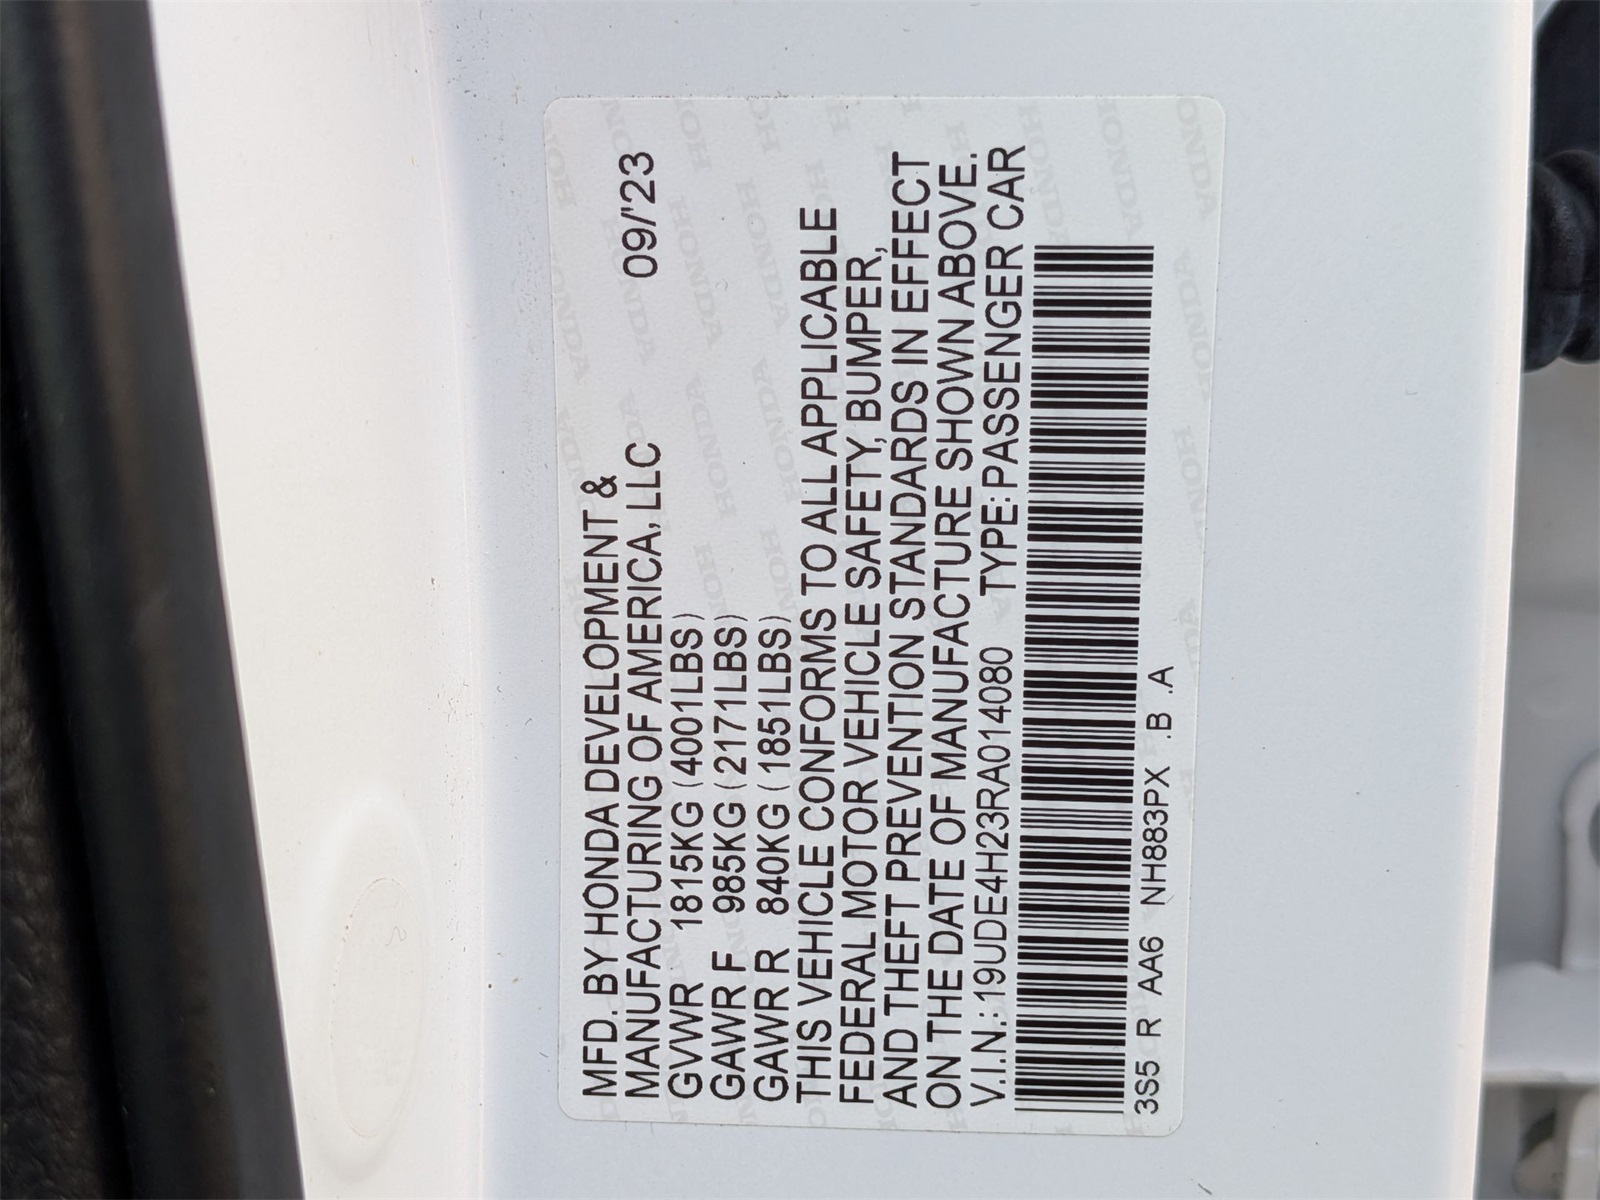 MFD. BY HONDA DEVELOPMENT &
MANUFACTURING OF AMERICA, LLC 09/'23
GVWR 1815KG (4001LBS)
GAWR F 985KG (2171LBS)
GAWR R 840KG (1851LBS)
THIS VEHICLE CONFORMS TO ALL APPLICABLE
FEDERAL MOTOR VEHICLE SAFETY, BUMPER,
AND THEFT PREVENTION STANDARDS IN EFFECT
ON THE DATE OF MANUFACTURE SHOWN ABOVE.
V.I.N.: 19UDE4H23RA014080 TYPE: PASSENGER CAR
3S5 R AA6 NH883PX .B .A